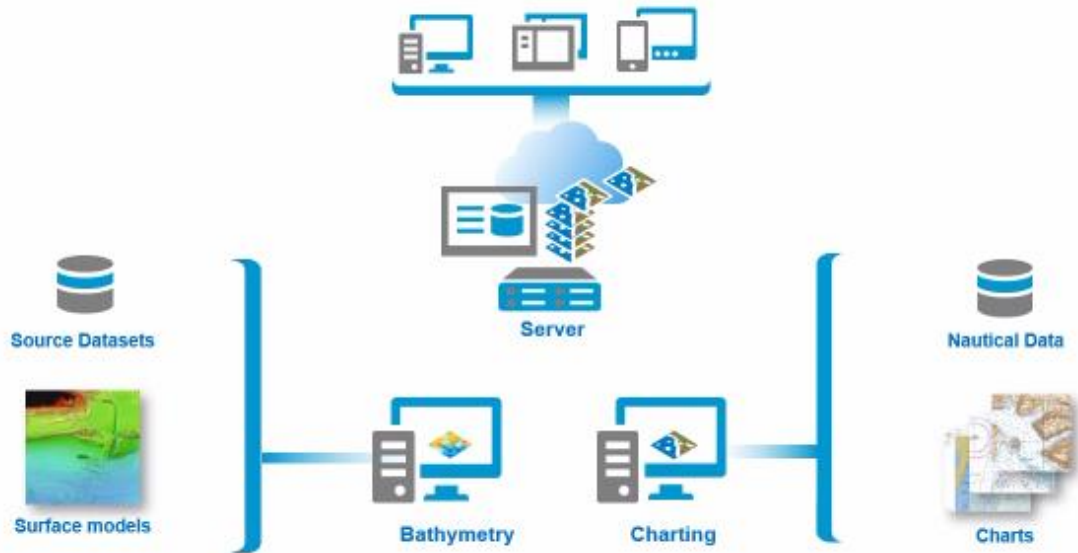 Server
Source Datasets
Nautical Data
Surface models
Bathymetry
Charting
Charts